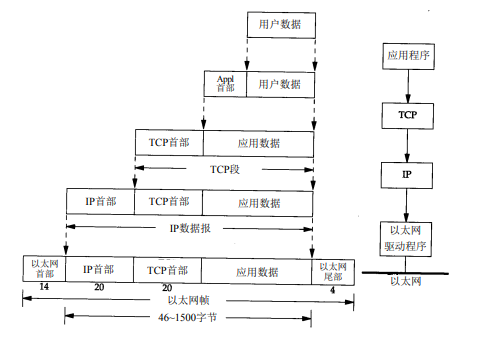 用户数据
应用程序
Appl
首部
用户数据
TCP
TCP首部
应用数据
TCP段
IP
IP首部
TCP首部
应用数据
IP数据报
以太网
驱动程序
以太网
首部
IP首部
TCP首部
应用数据
以太网
尾部
以太网
14
20
20
4
以太网帧
46~1500字节